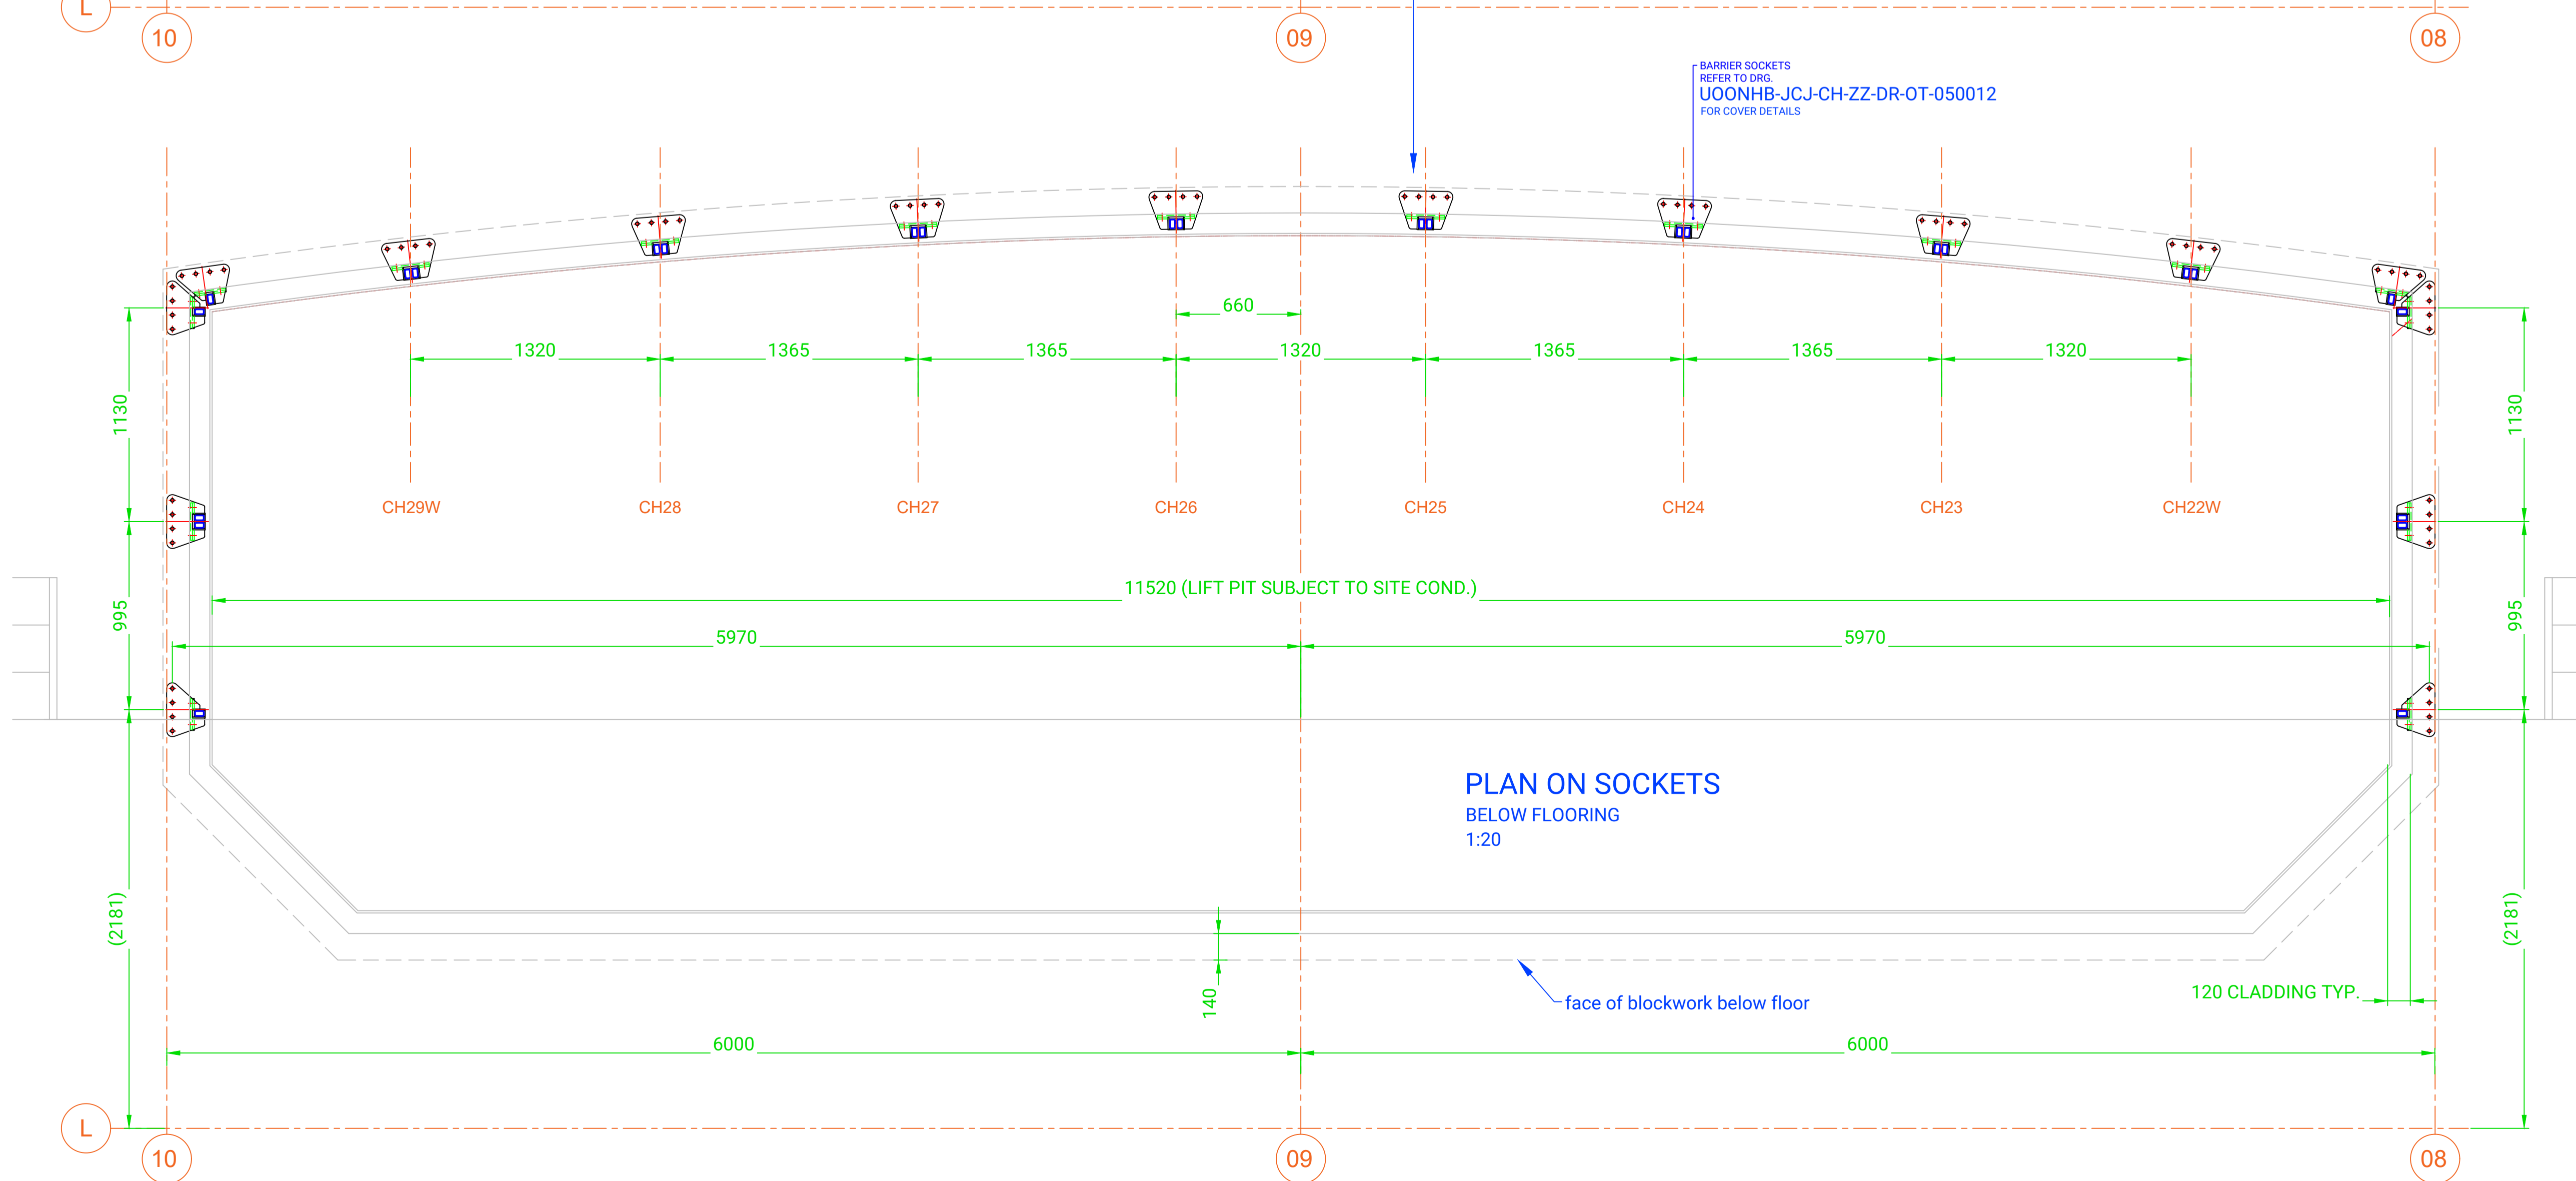 L
10
09
08
BARRIER SOCKETS
REFER TO DRG.
UOONHB-JCJ-CH-ZZ-DR-OT-050012
FOR COVER DETAILS
660
1320
1365
1365
1320
1365
1365
1320
1130
1130
CH29W
CH28
CH27
CH26
CH25
CH24
CH23
CH22W
11520 (LIFT PIT SUBJECT TO SITE COND.)
995
995
5970
5970
PLAN ON SOCKETS
BELOW FLOORING
1:20
(2181)
(2181)
140
face of blockwork below floor
120 CLADDING TYP.
6000
6000
L
10
09
08